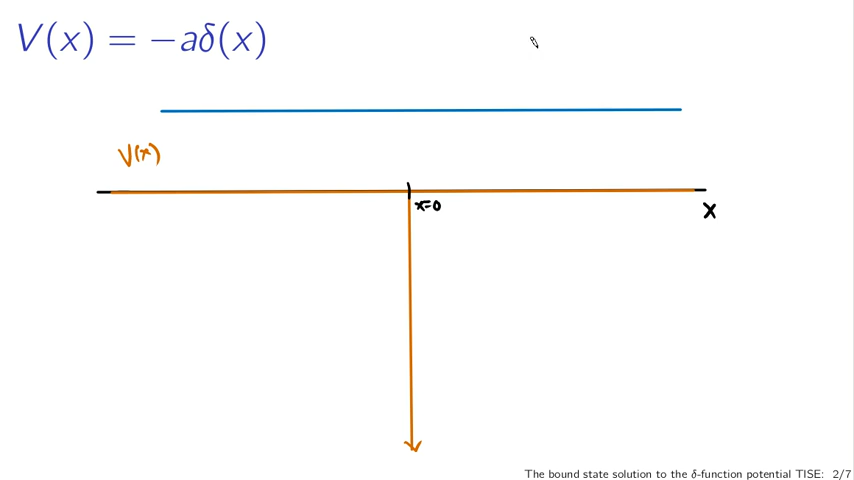 V(x) = −aδ(x)
V(x)
x=0
X
The bound state solution to the δ-function potential TISE: 2/7